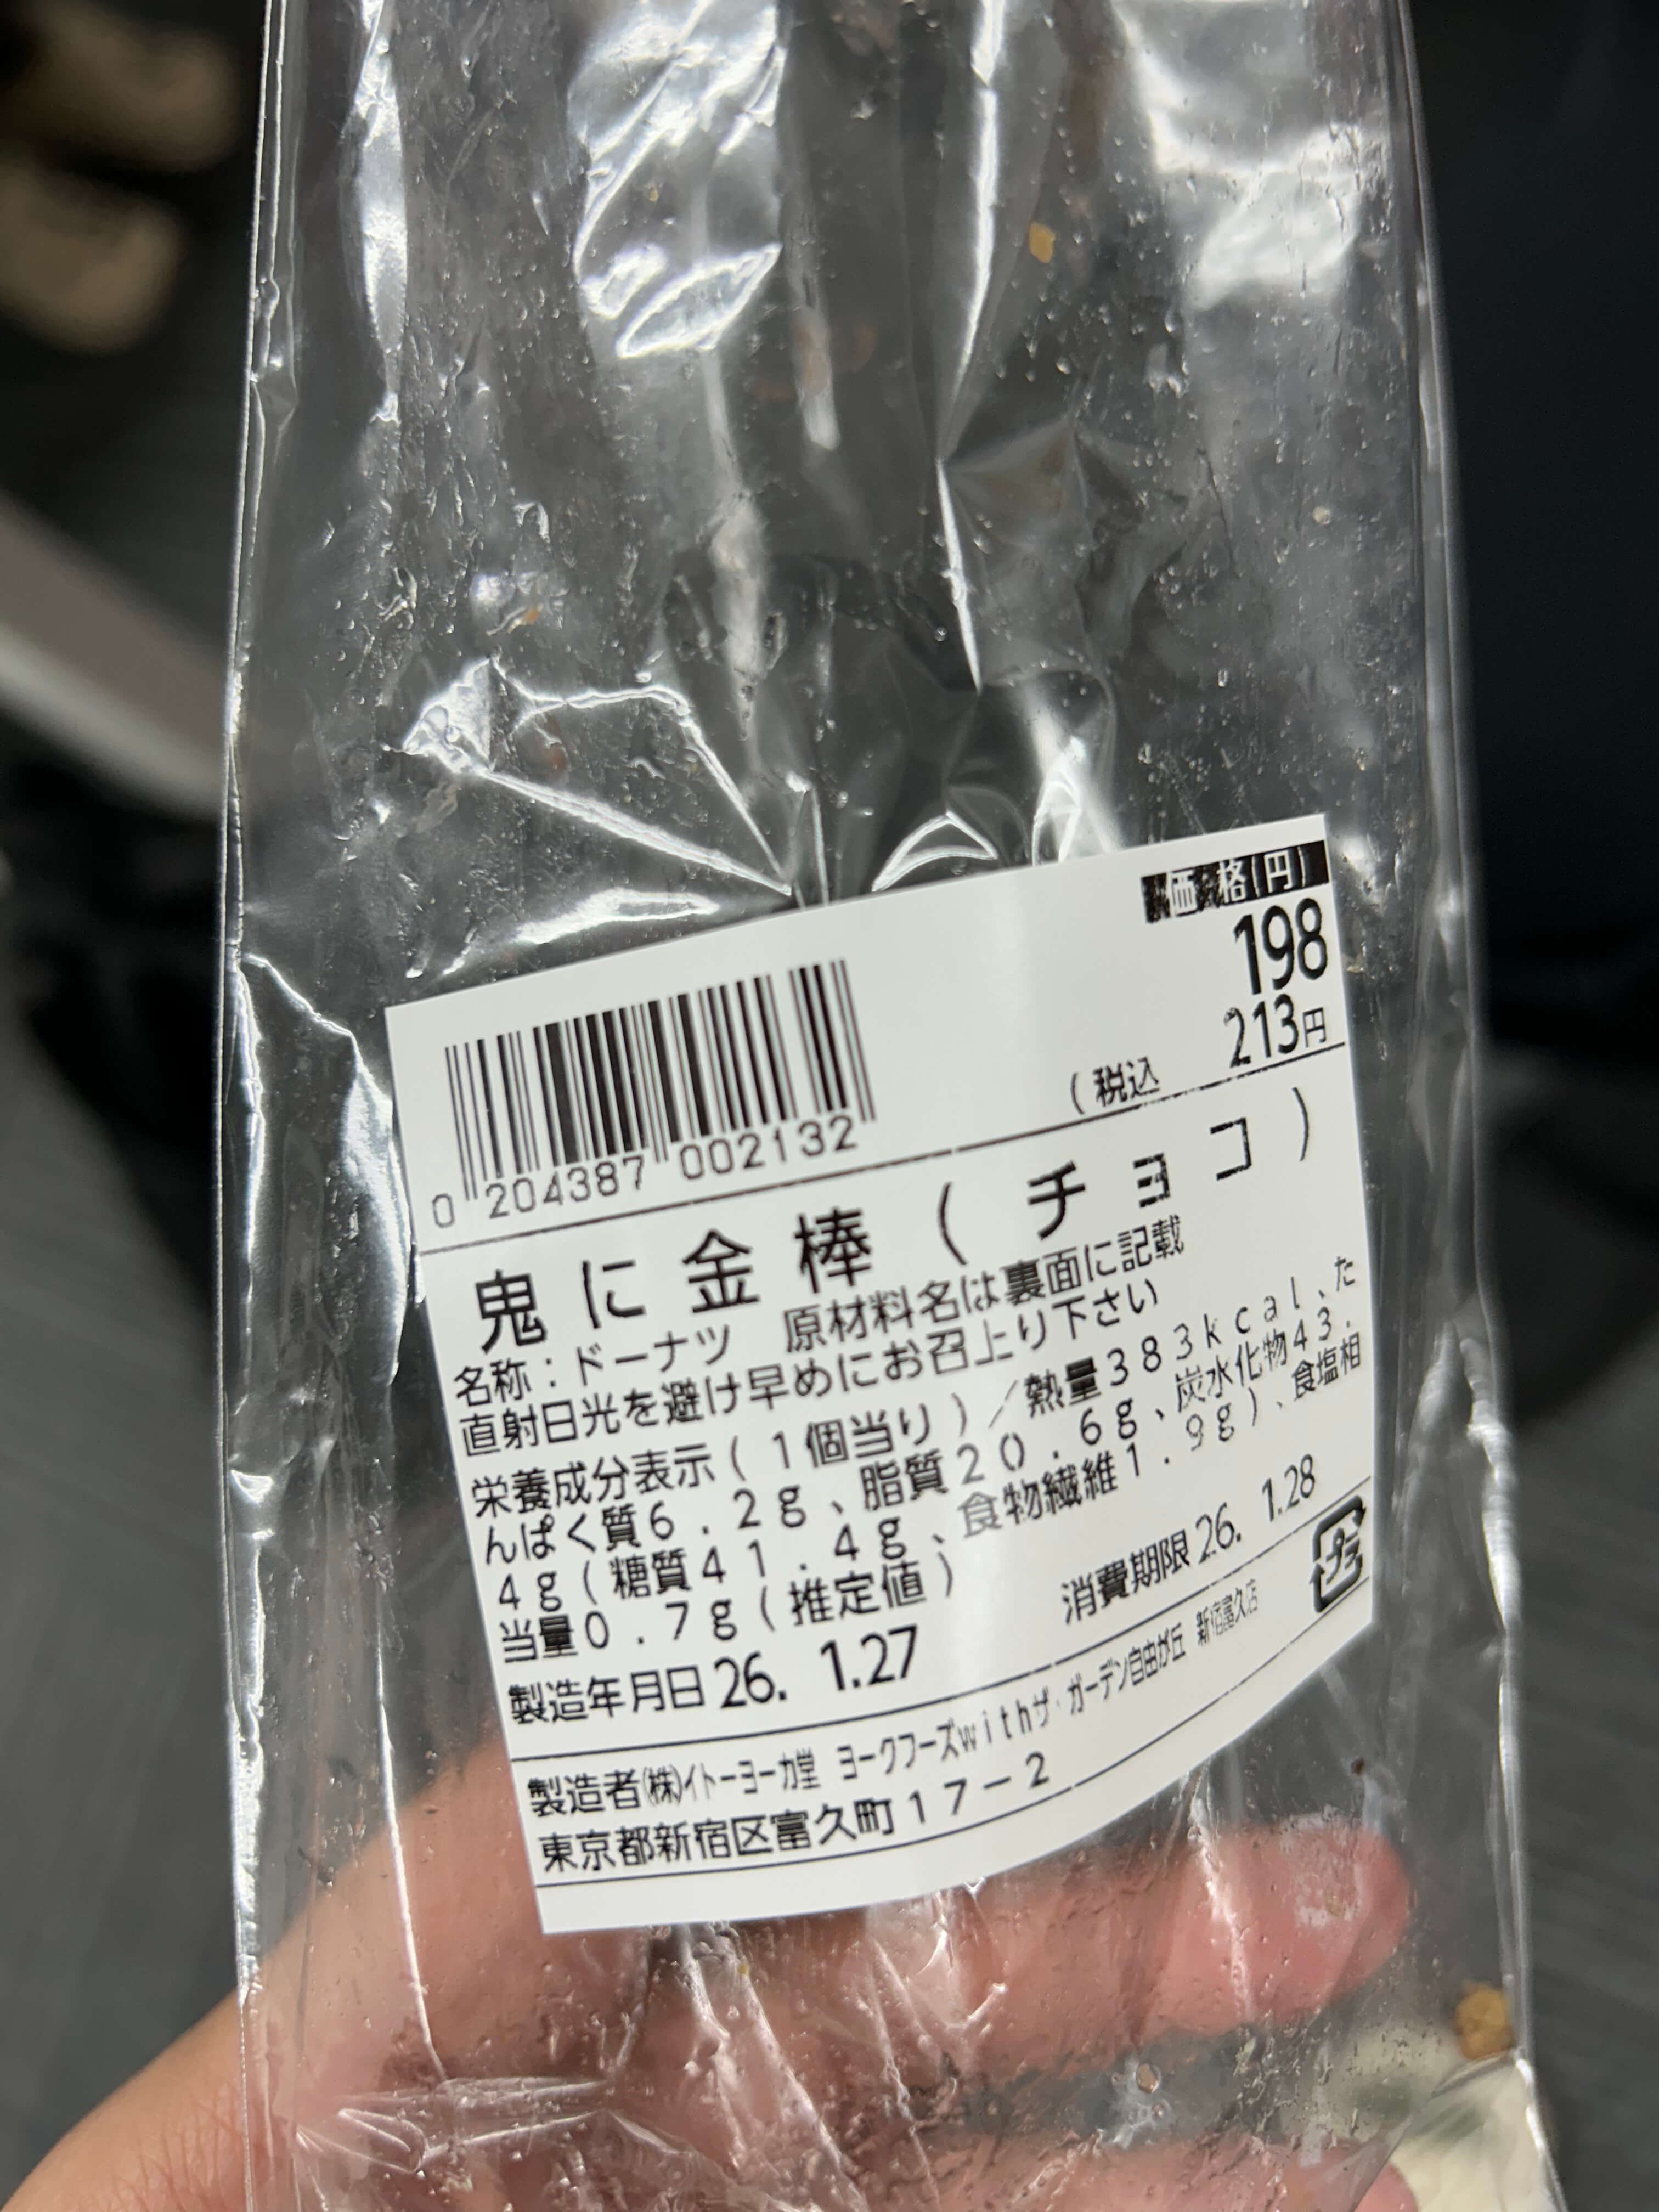 価格(円)
198
(税込 213円
0 204387 002132
鬼に金棒(チョコ)
名称:ドーナツ 原材料名は裏面に記載
直射日光を避け早めにお召上り下さい
栄養成分表示(1個当り)/熱量383kcal、た
んぱく質6.2g、脂質20.6g、炭水化物43.
4g(糖質41.4g、食物繊維1.9g)、食塩相
当量0.7g(推定値)
製造年月日26. 1.27 消費期限26. 1.28
プラ
製造者(株)イトーヨーカ堂 ヨークフーズwithザ・ガーデン自由が丘 新宿富久店
東京都新宿区富久町17-2